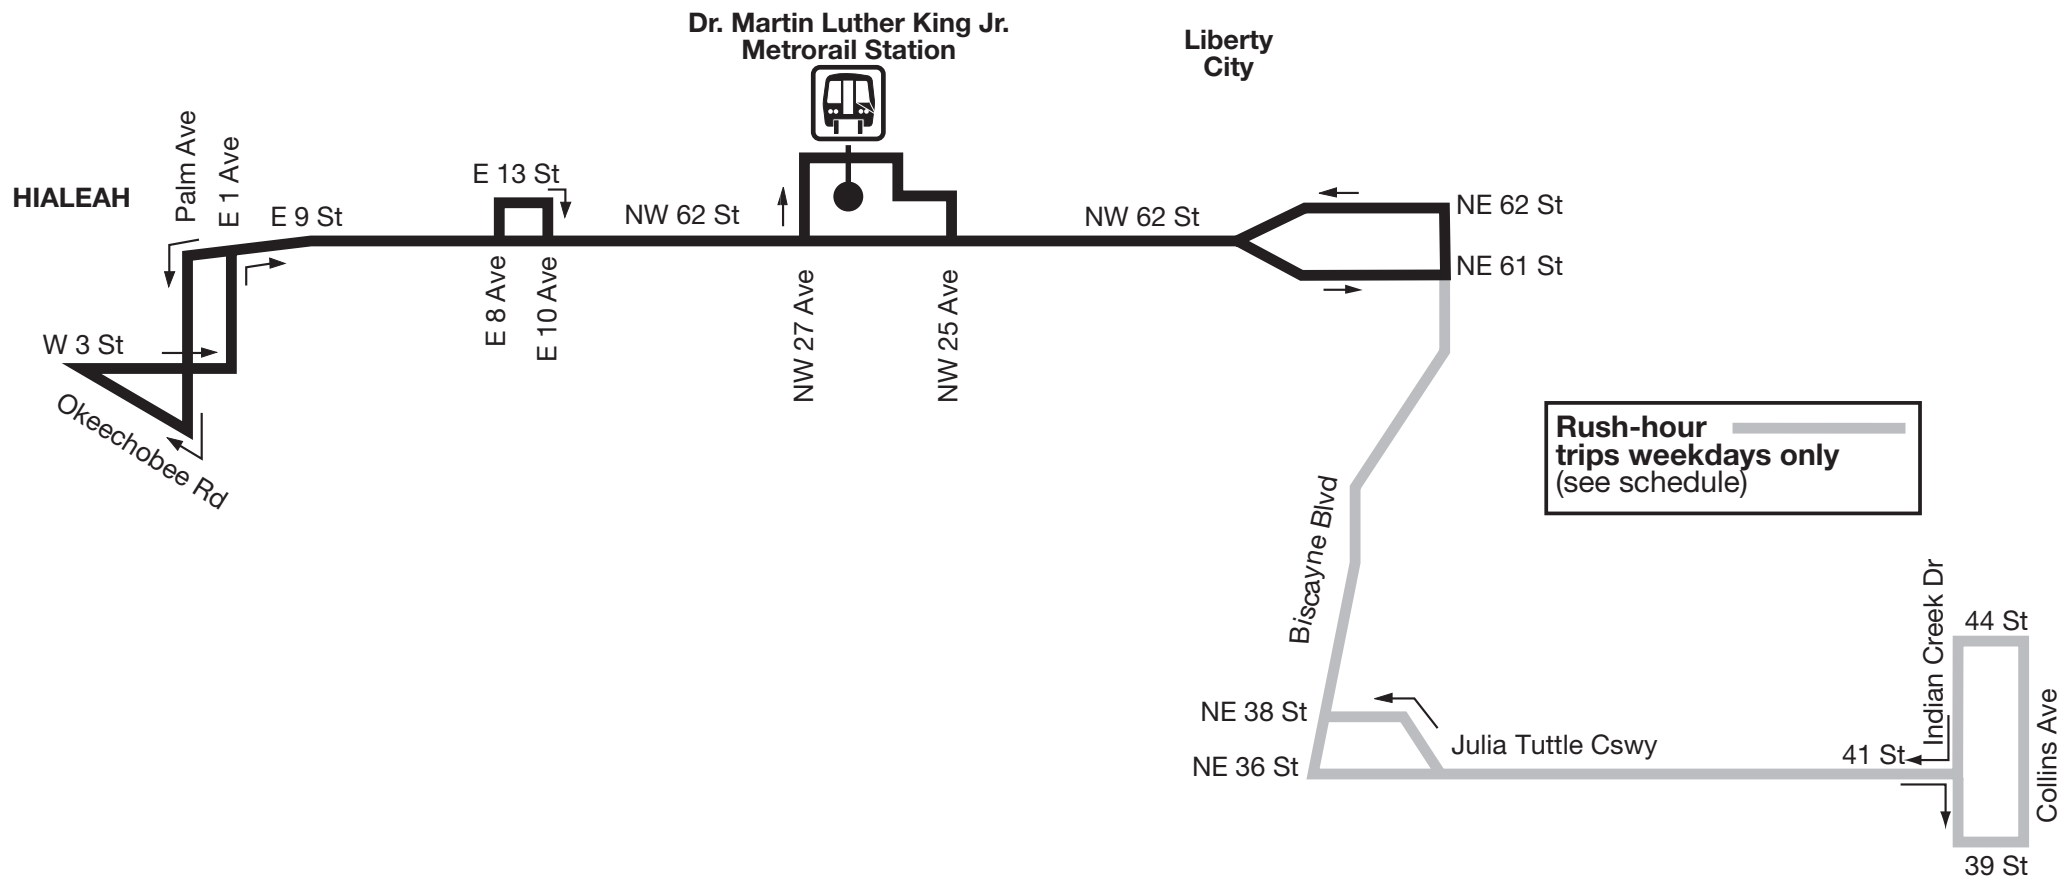 Dr. Martin Luther King Jr.
Metrorail Station
Liberty
City
HIALEAH
Palm Ave
E 1 Ave
E 9 St
E 13 St
NW 62 St
NW 62 St
NE 62 St
NE 61 St
E 8 Ave
E 10 Ave
NW 27 Ave
NW 25 Ave
W 3 St
Okeechobee Rd
Rush-hour
trips weekdays only
(see schedule)
Biscayne Blvd
NE 38 St
NE 36 St
Julia Tuttle Cswy
41 St
Indian Creek Dr
44 St
Collins Ave
39 St